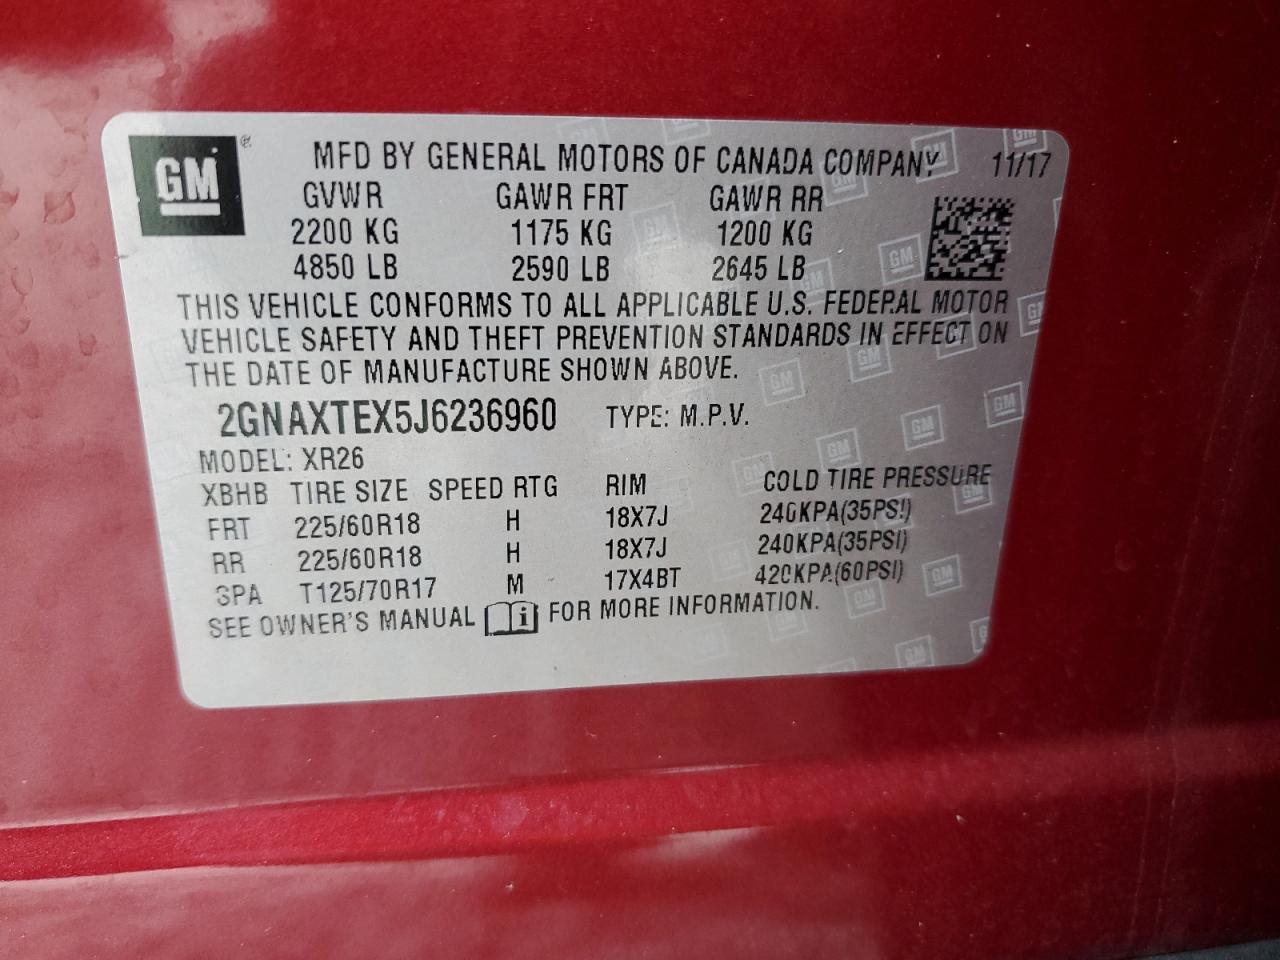 GM ® MFD BY GENERAL MOTORS OF CANADA COMPANY 11/17
GVWR GAWR FRT GAWR RR
2200 KG 1175 KG 1200 KG
4850 LB 2590 LB 2645 LB
THIS VEHICLE CONFORMS TO ALL APPLICABLE U.S. FEDERAL MOTOR
VEHICLE SAFETY AND THEFT PREVENTION STANDARDS IN EFFECT ON
THE DATE OF MANUFACTURE SHOWN ABOVE.
2GNAXTEX5J6236960 TYPE: M.P.V.
MODEL: XR26
XBHB TIRE SIZE SPEED RTG RIM COLD TIRE PRESSURE
FRT 225/60R18 H 18X7J 240KPA(35PSI)
RR 225/60R18 H 18X7J 240KPA(35PSI)
SPA T125/70R17 M 17X4BT 420KPA(60PSI)
SEE OWNER'S MANUAL i FOR MORE INFORMATION.